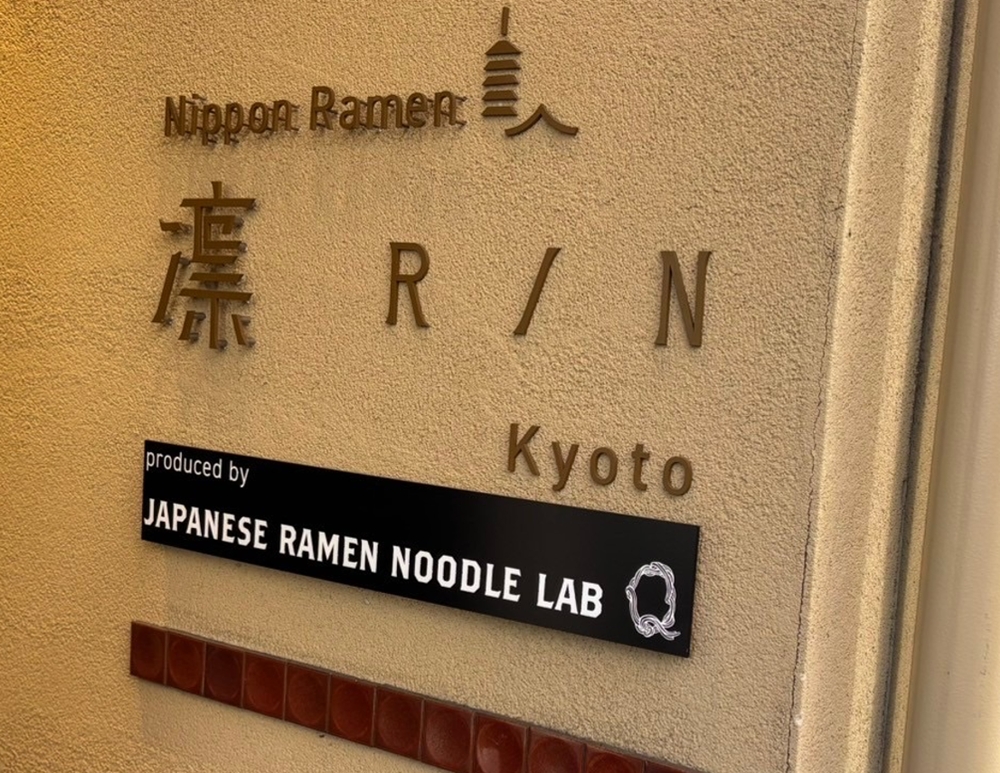 Nippon Ramen
凛 R I N
Kyoto
produced by
JAPANESE RAMEN NOODLE LAB Q